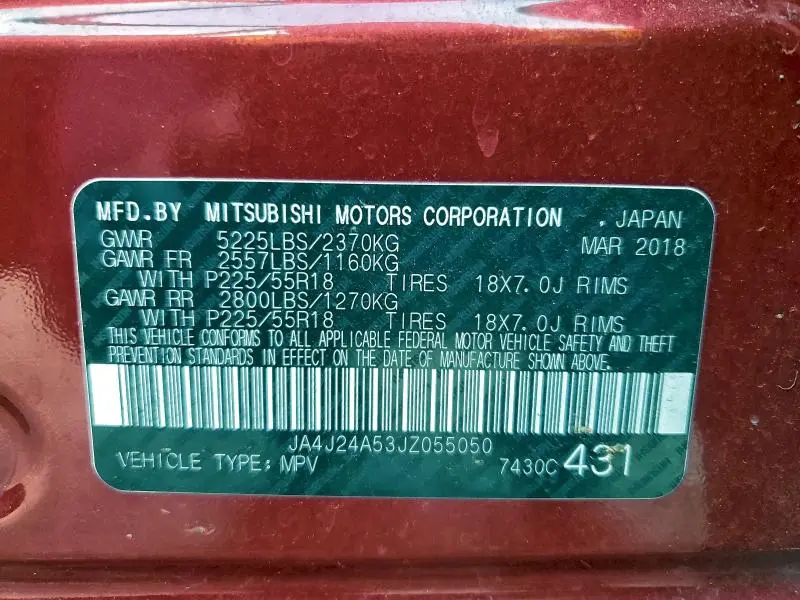 MFD.BY MITSUBISHI MOTORS CORPORATION , JAPAN
GVWR 5225LBS/2370KG MAR 2018
GAWR FR 2557LBS/1160KG
WITH P225/55R18 TIRES 18X7.0J RIMS
GAWR RR 2800LBS/1270KG
WITH P225/55R18 TIRES 18X7.0J RIMS
THIS VEHICLE CONFORMS TO ALL APPLICABLE FEDERAL MOTOR VEHICLE SAFETY AND THEFT
PREVENTION STANDARDS IN EFFECT ON THE DATE OF MANUFACTURE SHOWN ABOVE.
JA4J24A53JZ055050
VEHICLE TYPE: MPV 7430C 431